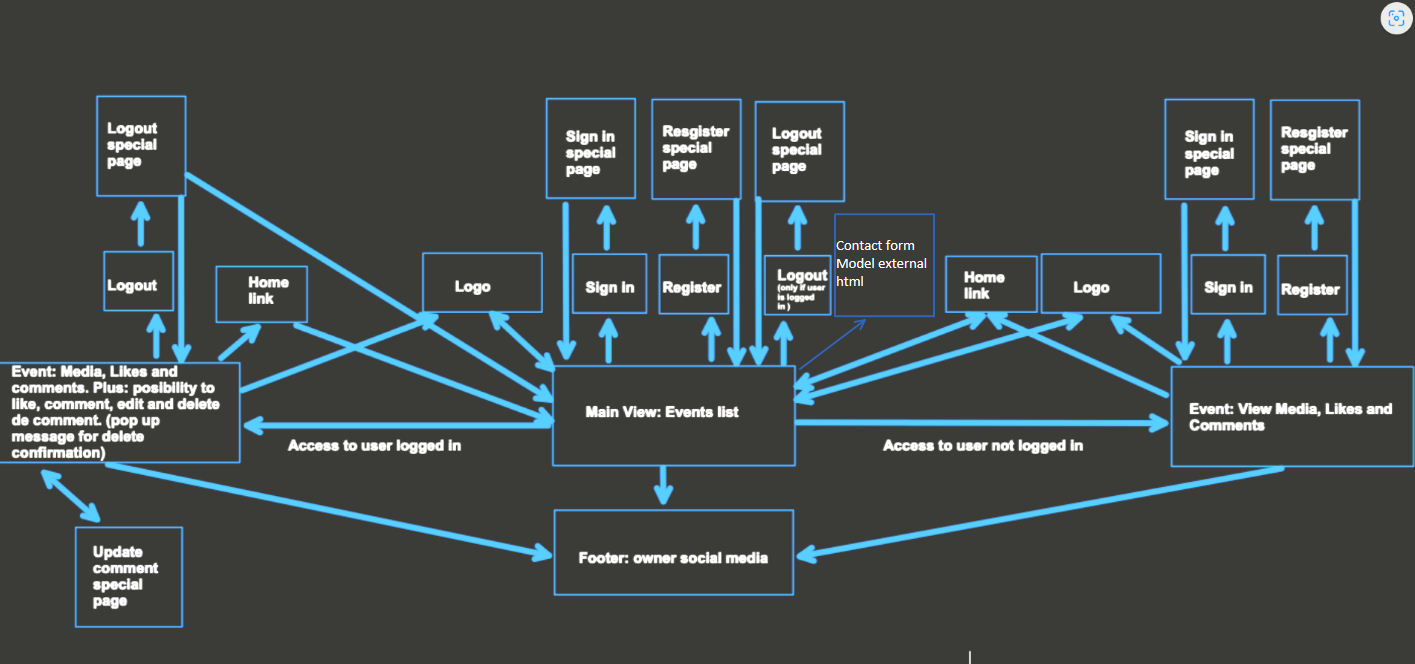 Logout
special
page
Sign in
special
page
Resgister
special
page
Logout
special
page
Sign in
special
page
Resgister
special
page
Logout
Home
link
Logo
Sign in
Register
Logout
(only if user
is logged
in )
Contact form
Model external
html
Home
link
Logo
Sign in
Register
Event: Media, Likes and
comments. Plus: posibility to
like, comment, edit and delete
de comment. (pop up
message for delete
confirmation)
Main View: Events list
Event: View Media, Likes and
Comments
Access to user logged in
Access to user not logged in
Update
comment
special
page
Footer: owner social media